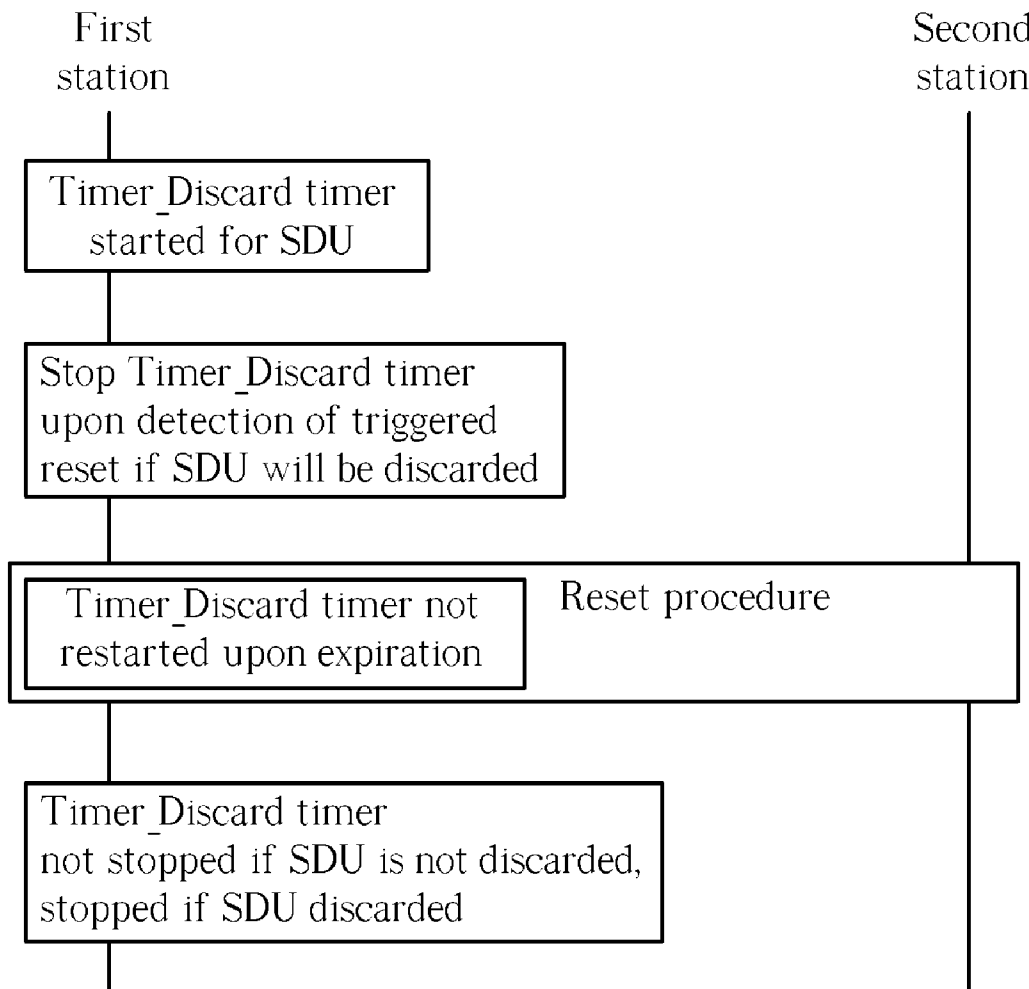 First
station
Second
station
Timer_Discard timer
started for SDU
Stop Timer_Discard timer
upon detection of triggered
reset if SDU will be discarded
Timer_Discard timer not
restarted upon expiration
Reset procedure
Timer_Discard timer
not stopped if SDU is not discarded,
stopped if SDU discarded